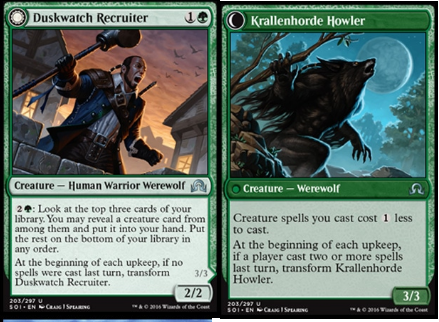 Duskwatch Recruiter 1
Creature — Human Warrior Werewolf
2: Look at the top three cards of your
library. You may reveal a creature card from
among them and put it into your hand. Put
the rest on the bottom of your library in
any order.
At the beginning of each upkeep, if no
spells were cast last turn, transform
Duskwatch Recruiter.
3/3
2/2
203/297 U
SOI • EN CRAIG J SPEARING
™ & © 2016 Wizards of the Coast
Krallenhorde Howler
Creature — Werewolf
Creature spells you cast cost 1 less
to cast.
At the beginning of each upkeep,
if a player cast two or more spells
last turn, transform Krallenhorde
Howler.
3/3
203/297 U
SOI • EN CRAIG J SPEARING
™ & © 2016 Wizards of the Coast